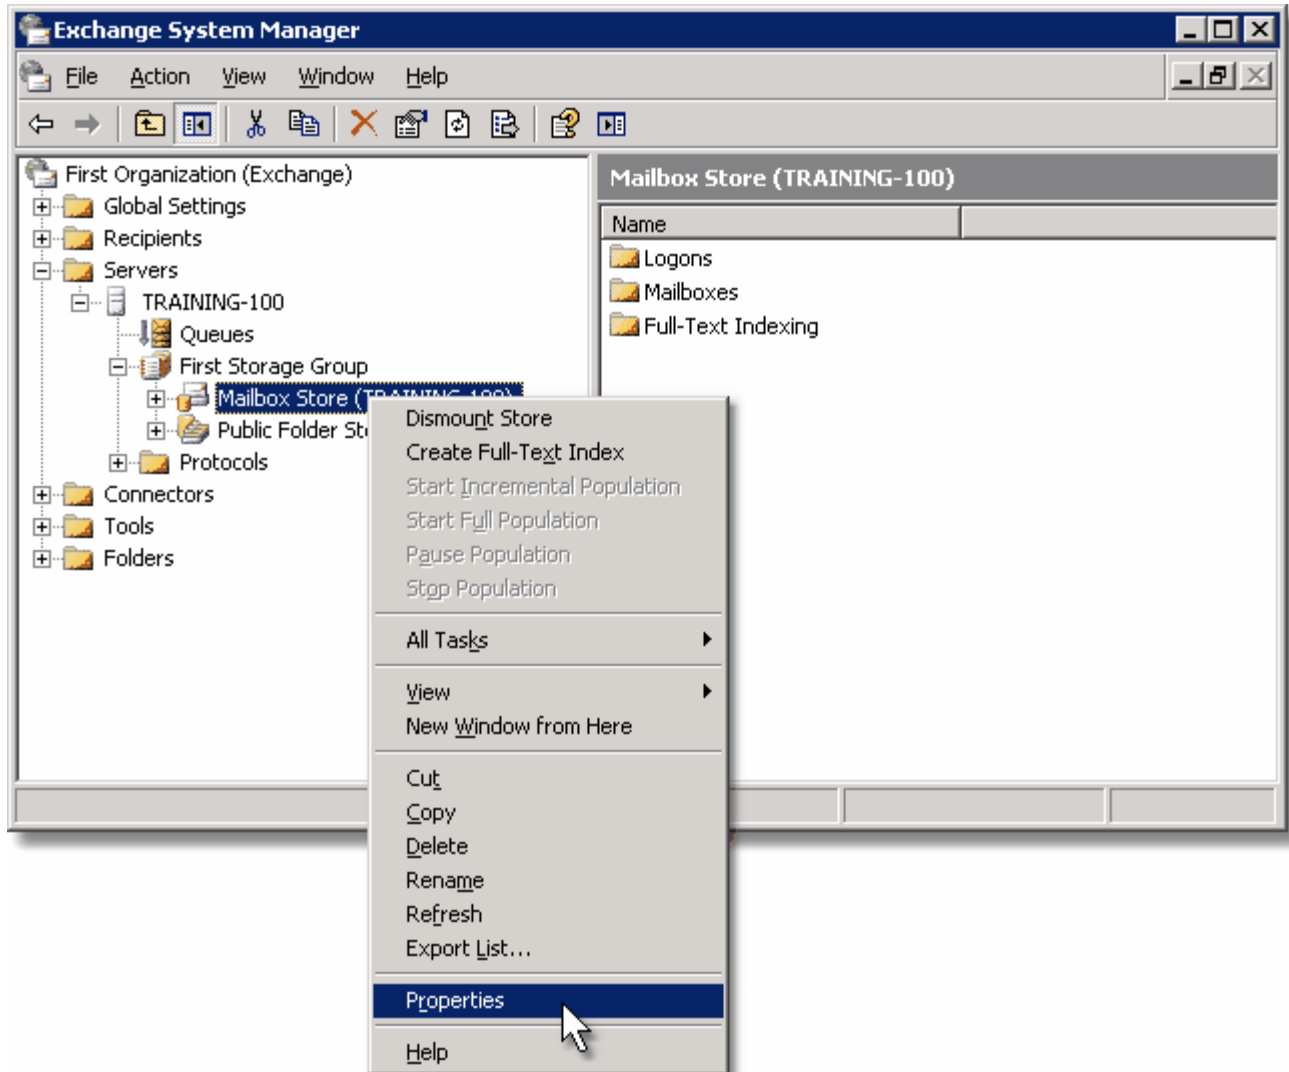 Exchange System Manager
File Action View Window Help
First Organization (Exchange)
Global Settings
Recipients
Servers
TRAINING-100
Queues
First Storage Group
Mailbox Store (TRAINING-100)
Public Folder
Protocols
Connectors
Tools
Folders
Mailbox Store (TRAINING-100)
Name
Logons
Mailboxes
Full-Text Indexing
Dismount Store
Create Full-Text Index
Start Incremental Population
Start Full Population
Pause Population
Stop Population
All Tasks
View
New Window from Here
Cut
Copy
Delete
Rename
Refresh
Export List...
Properties
Help